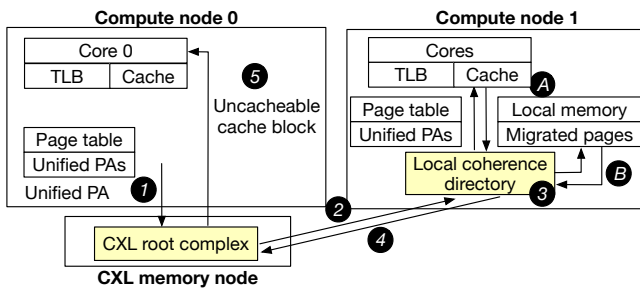 Compute node 0
Core 0
TLB
Cache
5
Uncacheable
cache block
Page table
Unified PAs
Unified PA
1
CXL root complex
CXL memory node
Compute node 1
Cores
TLB
Cache
A
Page table
Unified PAs
Local memory
Migrated pages
Local coherence
directory
B
3
2
4